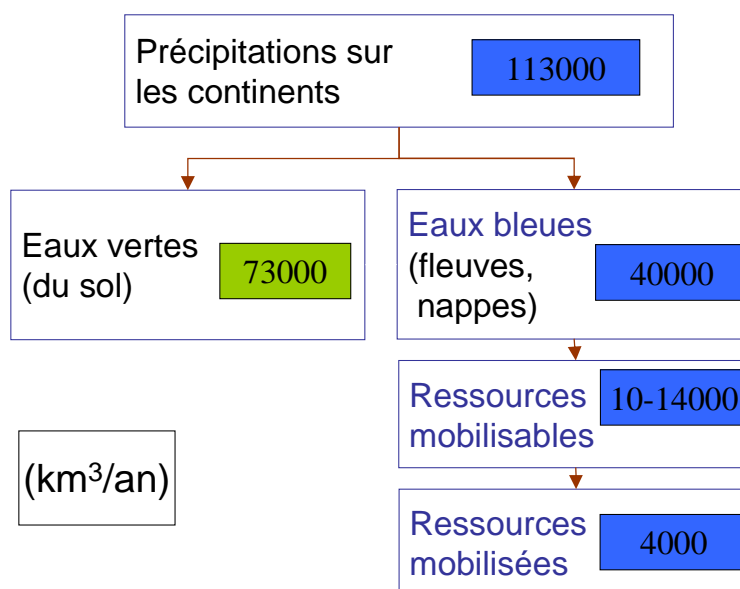 Précipitations sur
les continents
113000
Eaux vertes
(du sol)
73000
Eaux bleues
(fleuves,
nappes)
40000
Ressources
mobilisables
10-14000
(km³/an)
Ressources
mobilisées
4000